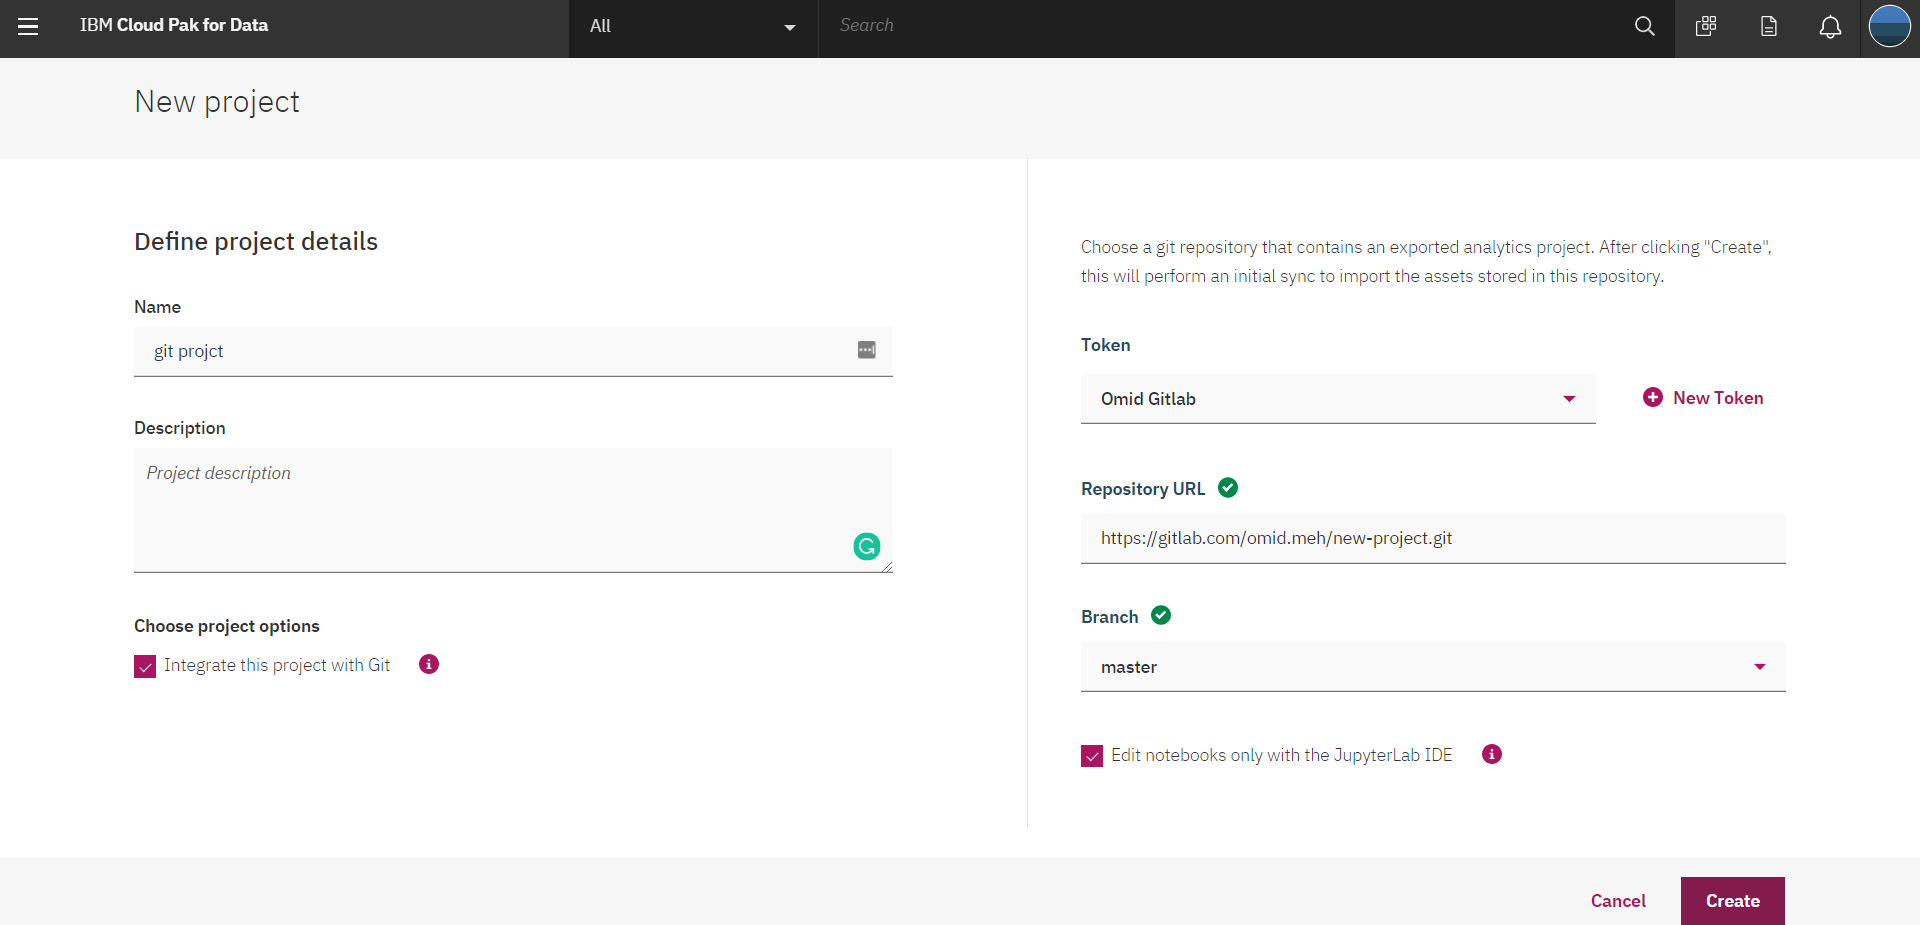 IBM Cloud Pak for Data
All
Search
New project
Define project details
Name
git projct
Description
Project description
Choose project options
Integrate this project with Git
Choose a git repository that contains an exported analytics project. After clicking "Create",
this will perform an initial sync to import the assets stored in this repository.
Token
Omid Gitlab
New Token
Repository URL
https://gitlab.com/omid.meh/new-project.git
Branch
master
Edit notebooks only with the JupyterLab IDE
Cancel
Create